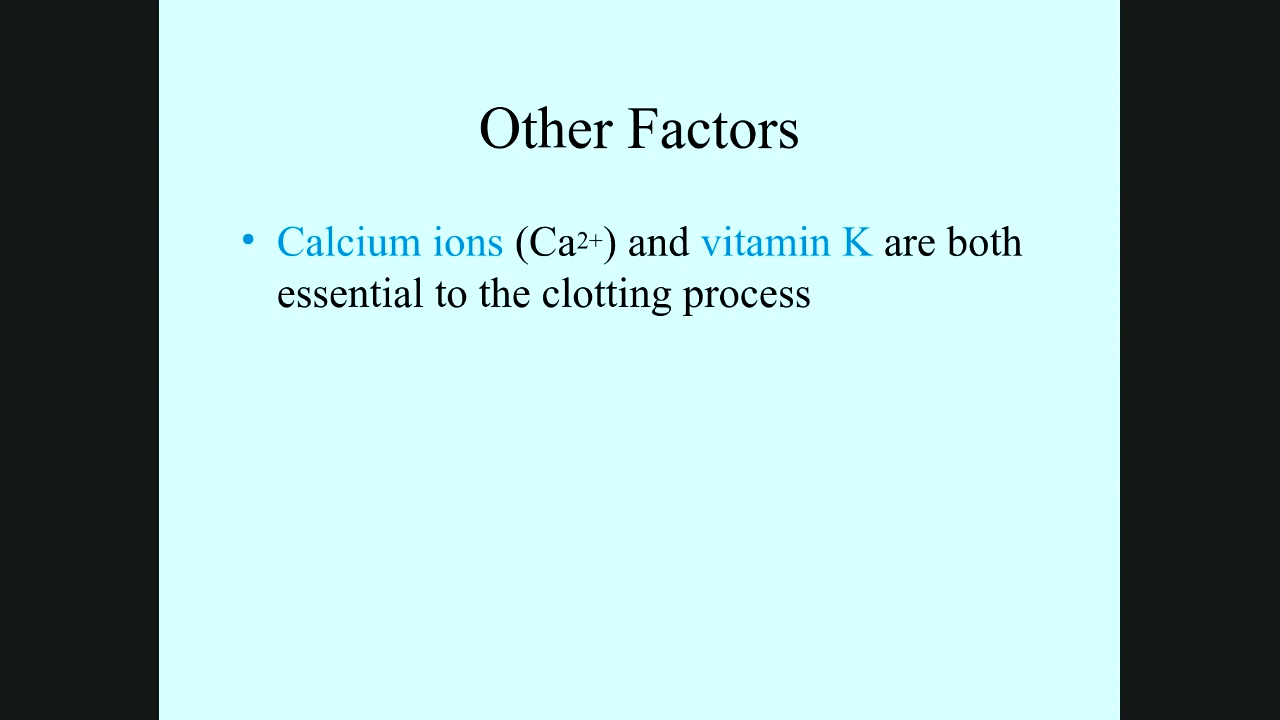 Other Factors
• Calcium ions (Ca2+) and vitamin K are both
essential to the clotting process